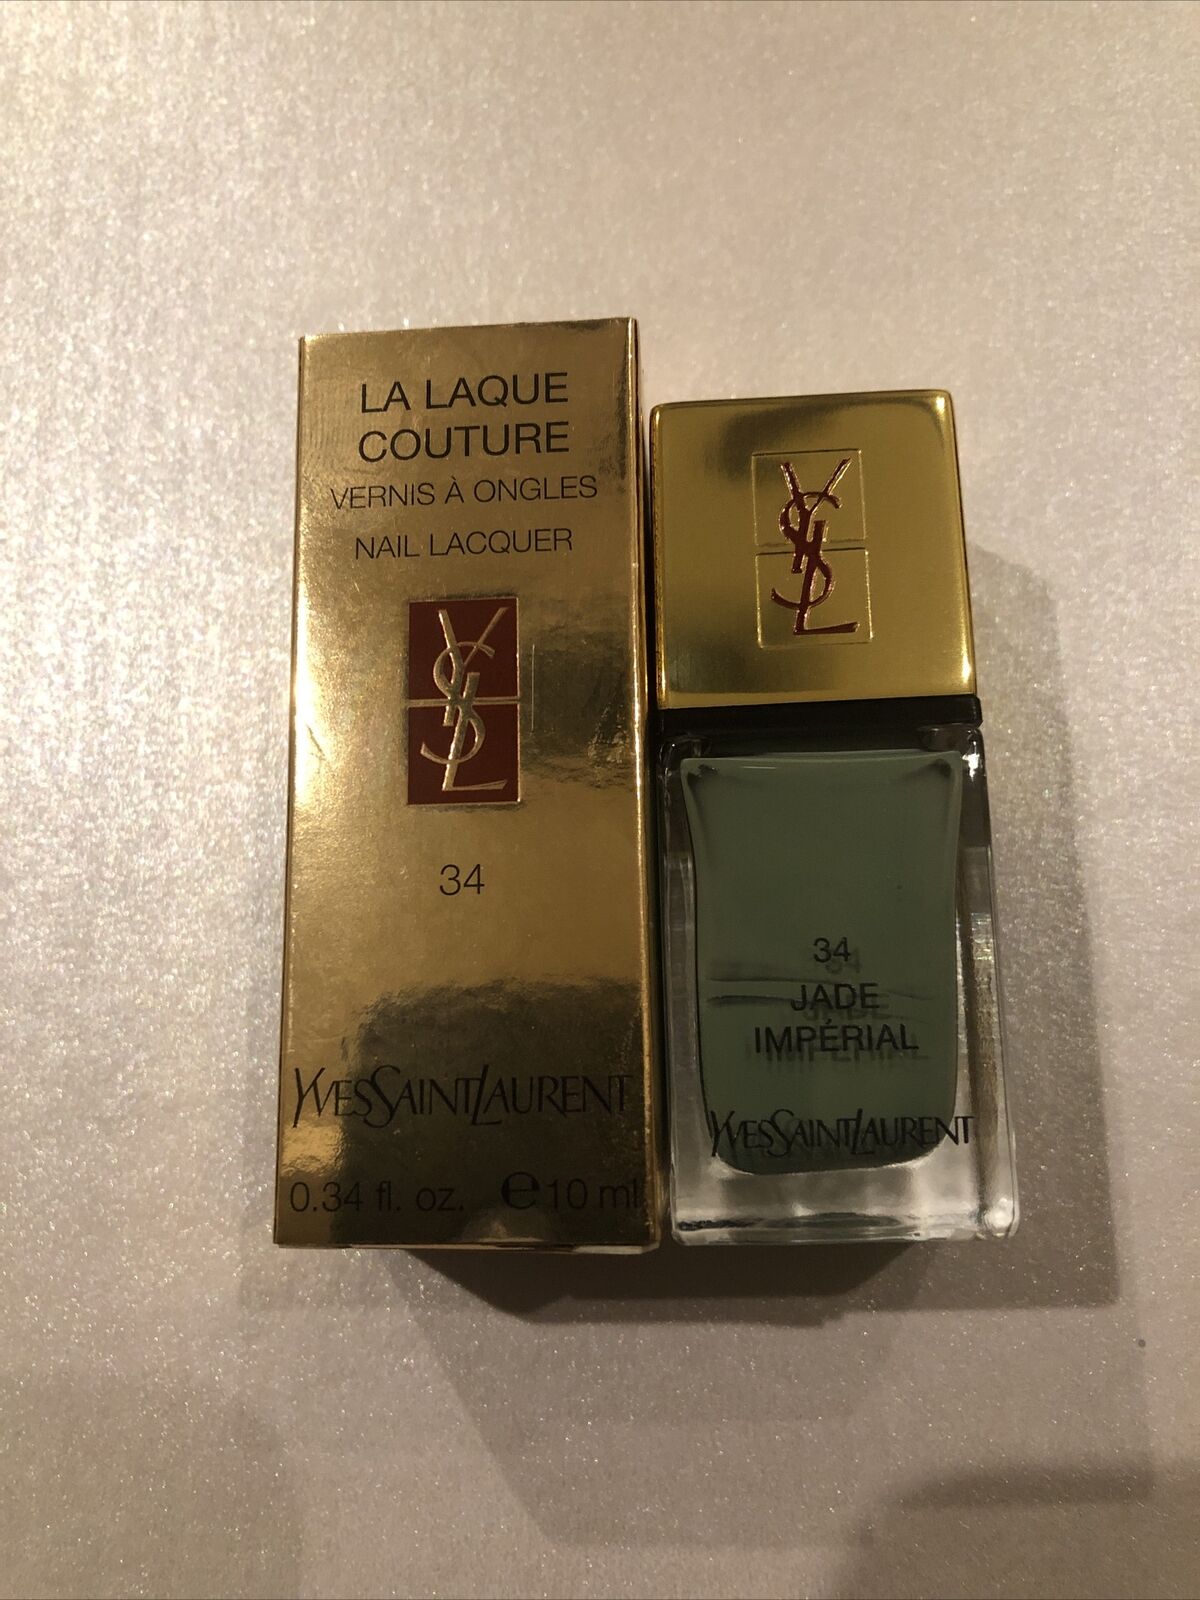 LA LAQUE
COUTURE
VERNIS À ONGLES
NAIL LACQUER
YSL
34
YVESSAINTLAURENT
0.34 fl. oz. ℮10 ml
YSL
34
JADE
IMPÉRIAL
YVESSAINTLAURENT